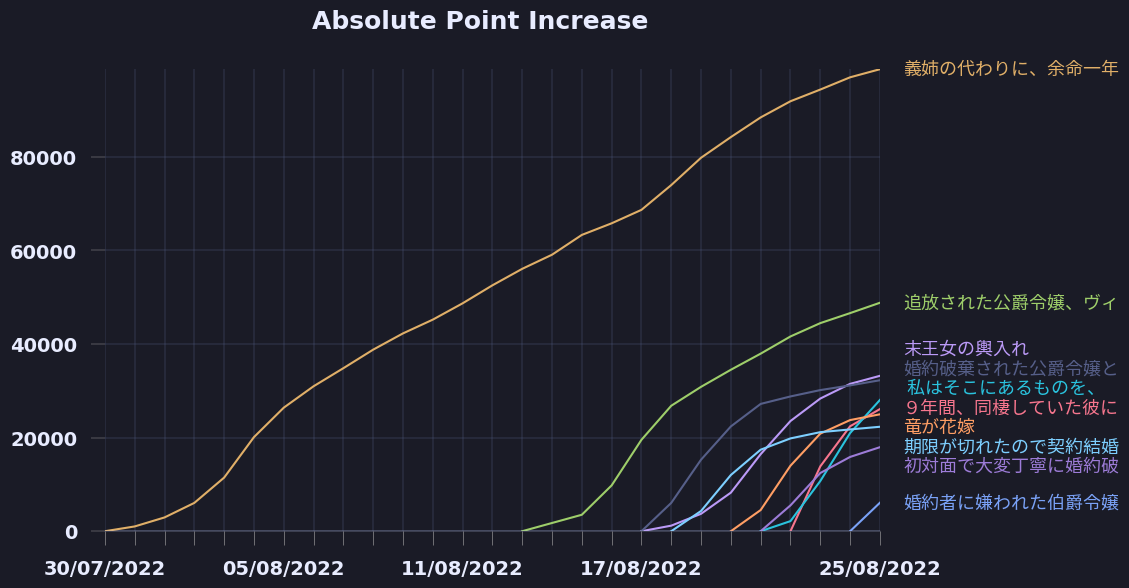 Absolute Point Increase
義姉の代わりに、余命一年
80000
60000
追放された公爵令嬢、ヴィ
40000
末王女の輿入れ
婚約破棄された公爵令嬢と
私はそこにあるものを、
９年間、同棲していた彼に
竜が花嫁
20000
期限が切れたので契約結婚
初対面で大変丁寧に婚約破
婚約者に嫌われた伯爵令嬢
0
30/07/2022 05/08/2022 11/08/2022 17/08/2022 25/08/2022